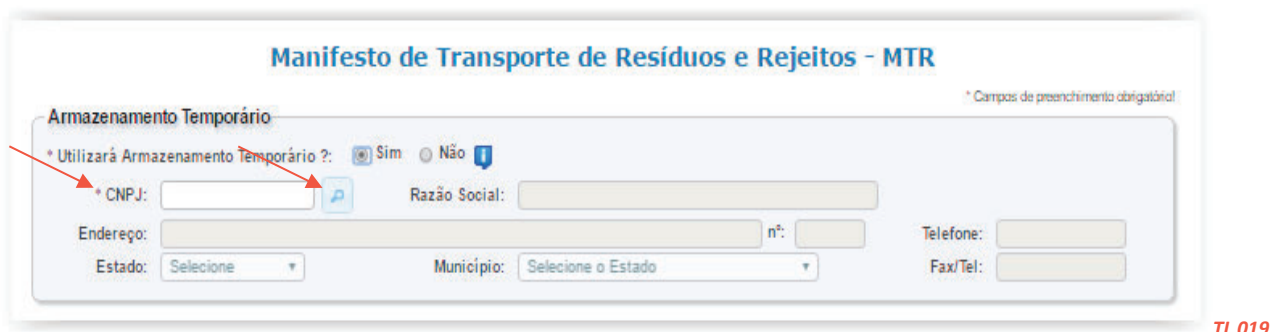 Manifesto de Transporte de Resíduos e Rejeitos - MTR
* Campos de preenchimento obrigatório!
Armazenamento Temporário
* Utilizará Armazenamento Temporário ?: Sim Não
* CNPJ: Razão Social:
Endereço: nº: Telefone:
Estado: Selecione Município: Selecione o Estado Fax/Tel:
TL 019